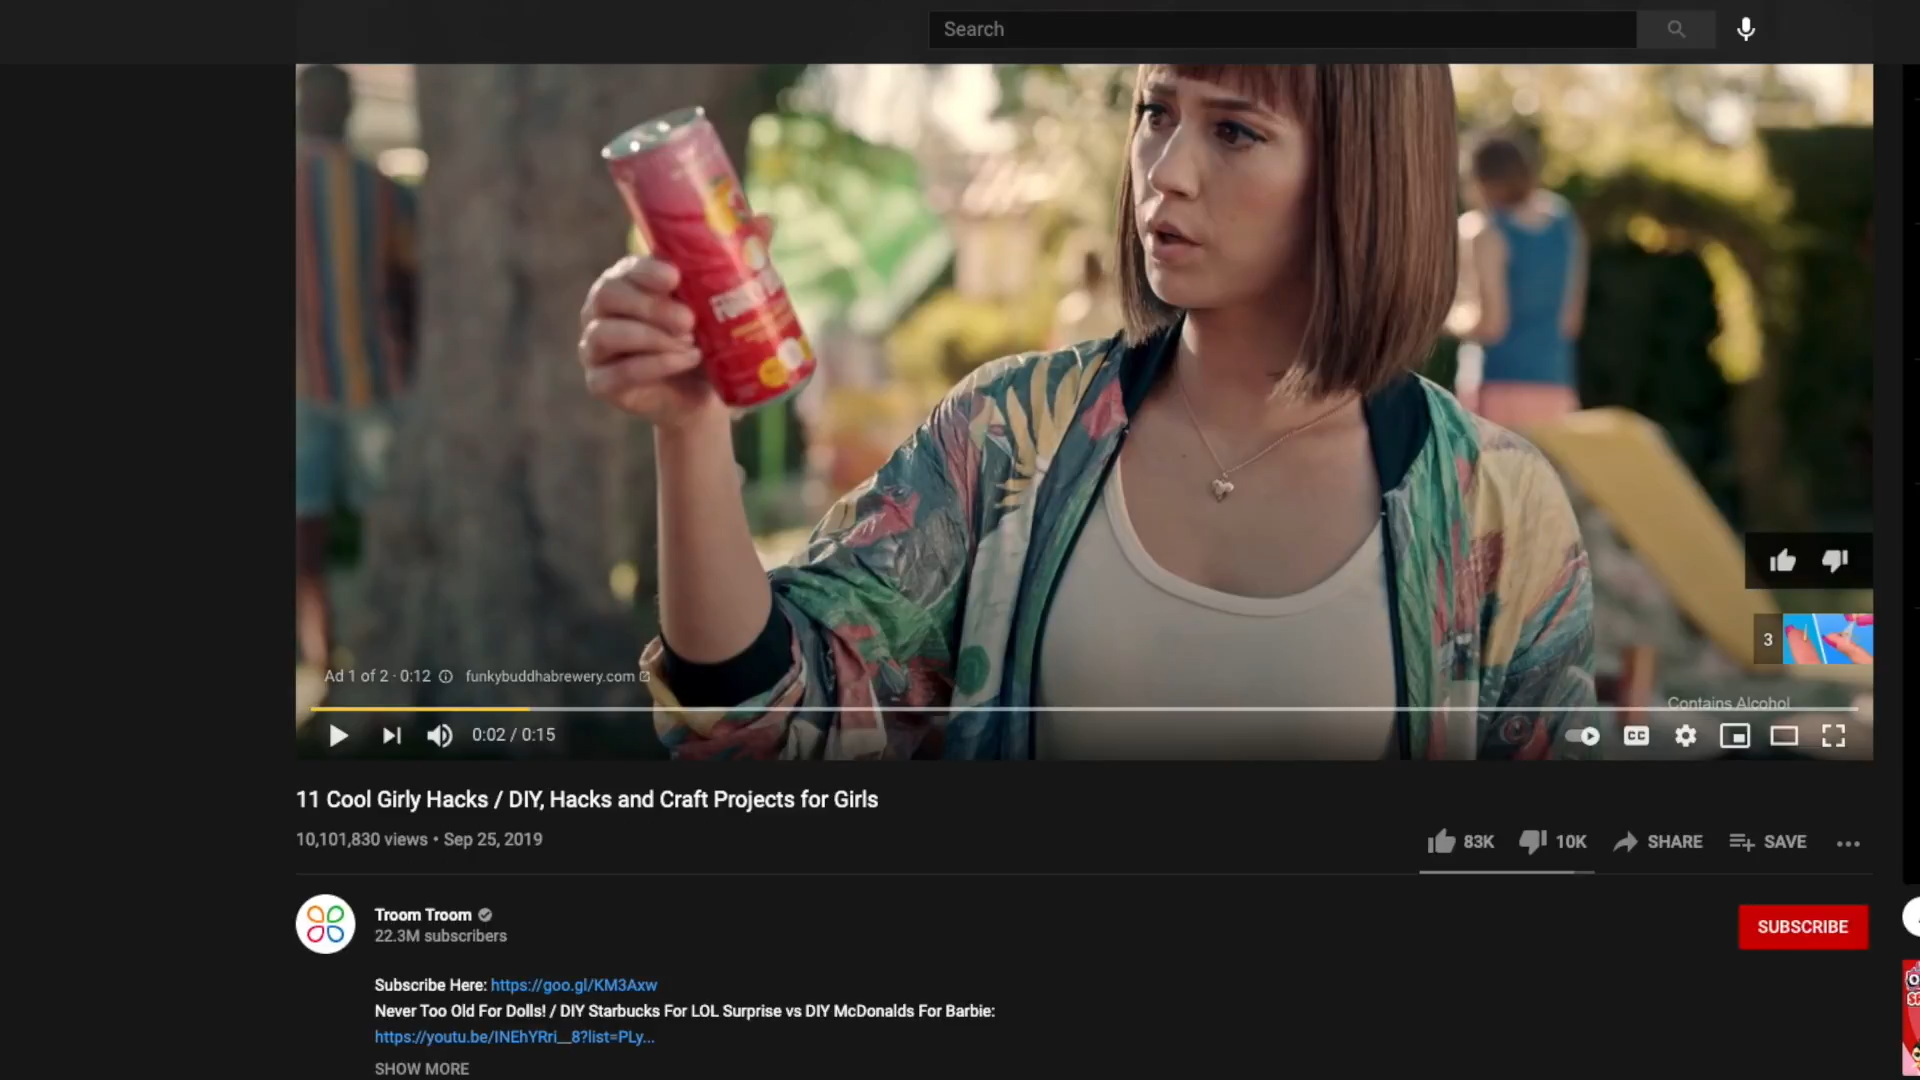 Search
FUNKY
3
Ad 1 of 2 · 0:12 funkybuddhabrewery.com
Contains Alcohol
0:02 / 0:15
CC
11 Cool Girly Hacks / DIY, Hacks and Craft Projects for Girls
10,101,830 views • Sep 25, 2019
83K 10K SHARE SAVE
Troom Troom
22.3M subscribers
SUBSCRIBE
Subscribe Here: https://goo.gl/KM3Axw
Never Too Old For Dolls! / DIY Starbucks For LOL Surprise vs DIY McDonalds For Barbie:
https://youtu.be/INEhYRri__8?list=PLy...
SHOW MORE